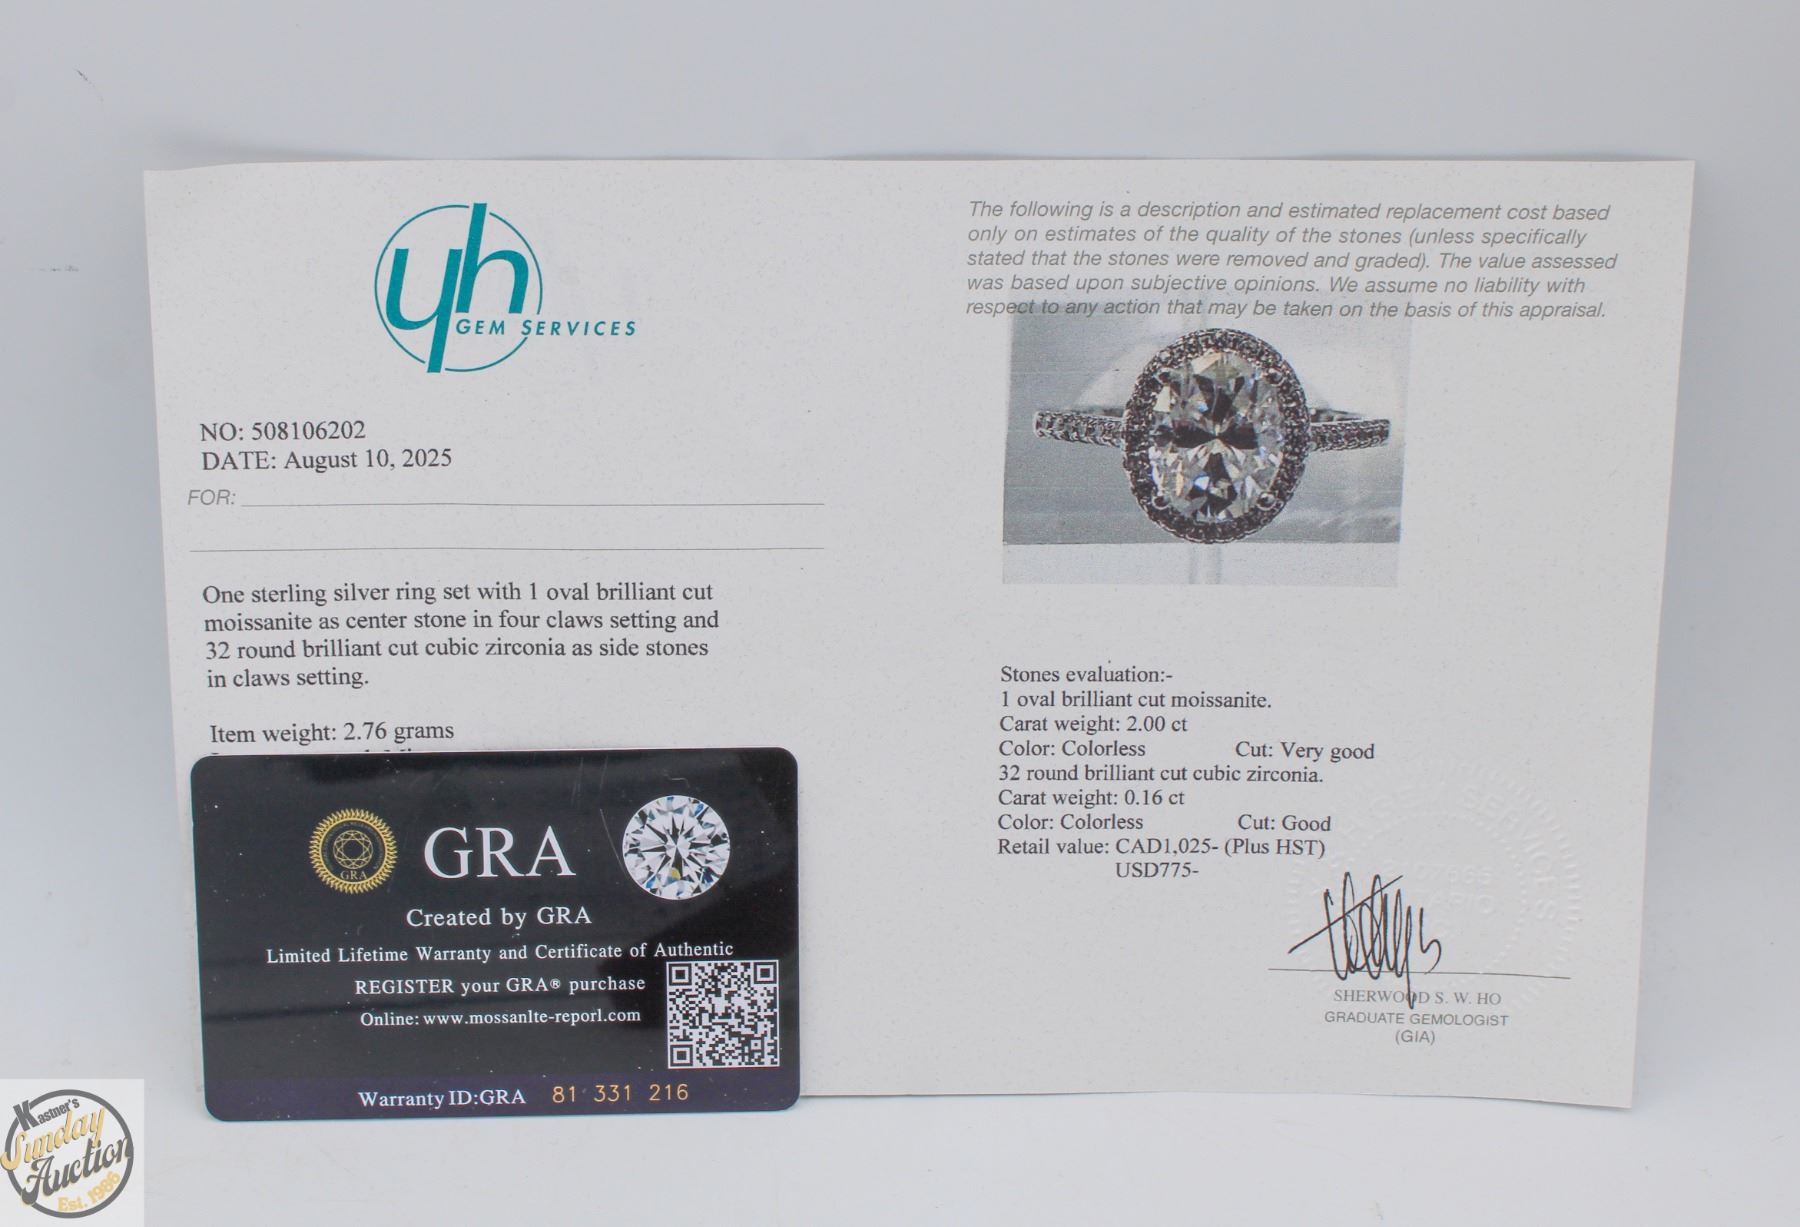 yh
GEM SERVICES
NO: 508106202
DATE: August 10, 2025
FOR:
One sterling silver ring set with 1 oval brilliant cut
moissanite as center stone in four claws setting and
32 round brilliant cut cubic zirconia as side stones
in claws setting.
Item weight: 2.76 grams
The following is a description and estimated replacement cost based
only on estimates of the quality of the stones (unless specifically
stated that the stones were removed and graded). The value assessed
was based upon subjective opinions. We assume no liability with
respect to any action that may be taken on the basis of this appraisal.
Stones evaluation:-
1 oval brilliant cut moissanite.
Carat weight: 2.00 ct
Color: Colorless Cut: Very good
32 round brilliant cut cubic zirconia.
Carat weight: 0.16 ct
Color: Colorless Cut: Good
Retail value: CAD1,025- (Plus HST)
USD775-
SHERWOOD S. W. HO
GRADUATE GEMOLOGIST
(GIA)
GRA
GRA
Created by GRA
Limited Lifetime Warranty and Certificate of Authentic
REGISTER your GRA® purchase
Online: www.mossanlte-reporl.com
Warranty ID:GRA 81 331 216
Kastner's
Sunday
Auction
Est. 1986